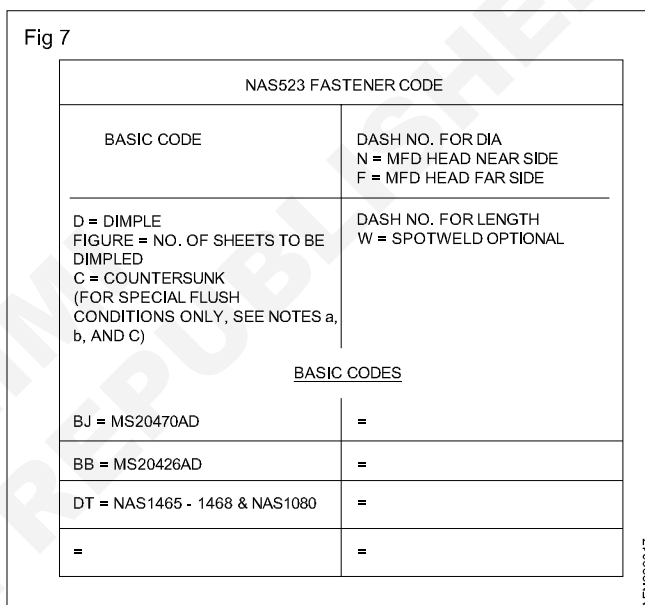 Fig 7
NAS523 FASTENER CODE
BASIC CODE
DASH NO. FOR DIA
N = MFD HEAD NEAR SIDE
F = MFD HEAD FAR SIDE
D = DIMPLE
FIGURE = NO. OF SHEETS TO BE
DIMPLED
C = COUNTERSUNK
(FOR SPECIAL FLUSH
CONDITIONS ONLY, SEE NOTES a,
b, AND C)
DASH NO. FOR LENGTH
W = SPOTWELD OPTIONAL
BASIC CODES
BJ = MS20470AD =
BB = MS20426AD =
DT = NAS1465 - 1468 & NAS1080 =
= =